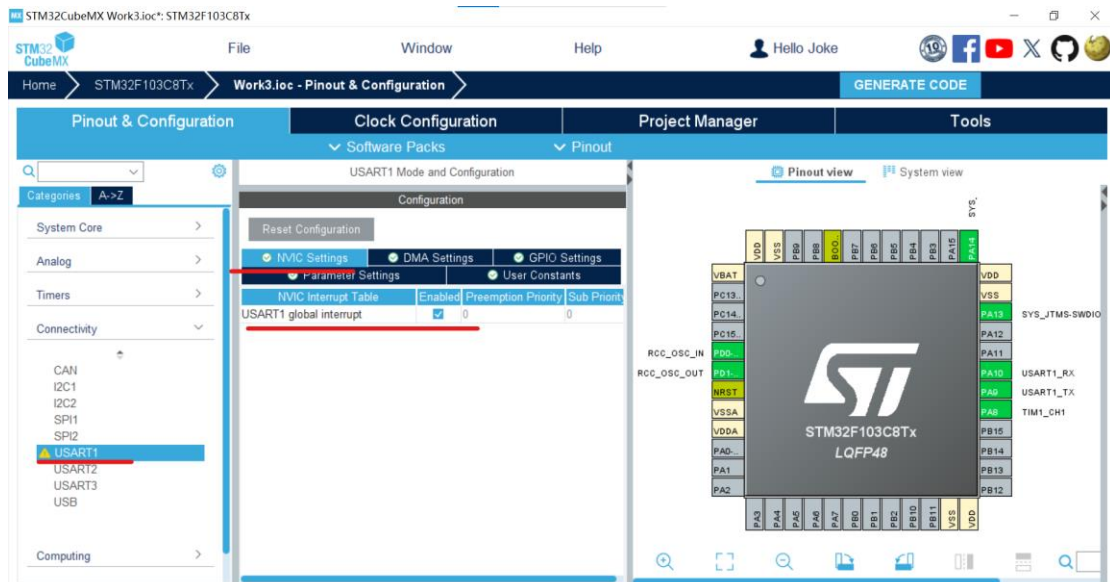 MX STM32CubeMX Work3.ioc*: STM32F103C8Tx
STM32 CubeMX
File Window Help Hello Joke
Home STM32F103C8Tx Work3.ioc - Pinout & Configuration GENERATE CODE
Pinout & Configuration Clock Configuration Project Manager Tools
Software Packs Pinout
USART1 Mode and Configuration
Pinout view System view
Categories A->Z
Configuration
System Core
Analog
Timers
Connectivity
CAN
I2C1
I2C2
SPI1
SPI2
USART1
USART2
USART3
USB
Computing
Reset Configuration
NVIC Settings DMA Settings GPIO Settings
Parameter Settings User Constants
NVIC Interrupt Table Enabled Preemption Priority Sub Priority
USART1 global interrupt 0 0
SYS_
VDD VSS PB9 PB8 BOO.. PB7 PB6 PB5 PB4 PB3 PA15 PA14
VBAT
PC13..
PC14..
PC15..
RCC_OSC_IN PD0-..
RCC_OSC_OUT PD1-..
NRST
VSSA
VDDA
PA0-..
PA1
PA2
ST
STM32F103C8Tx
LQFP48
VDD
VSS
PA13 SYS_JTMS-SWDIO
PA12
PA11
PA10 USART1_RX
PA9 USART1_TX
PA8 TIM1_CH1
PB15
PB14
PB13
PB12
PA3 PA4 PA5 PA6 PA7 PB0 PB1 PB2 PB10 PB11 VSS VDD